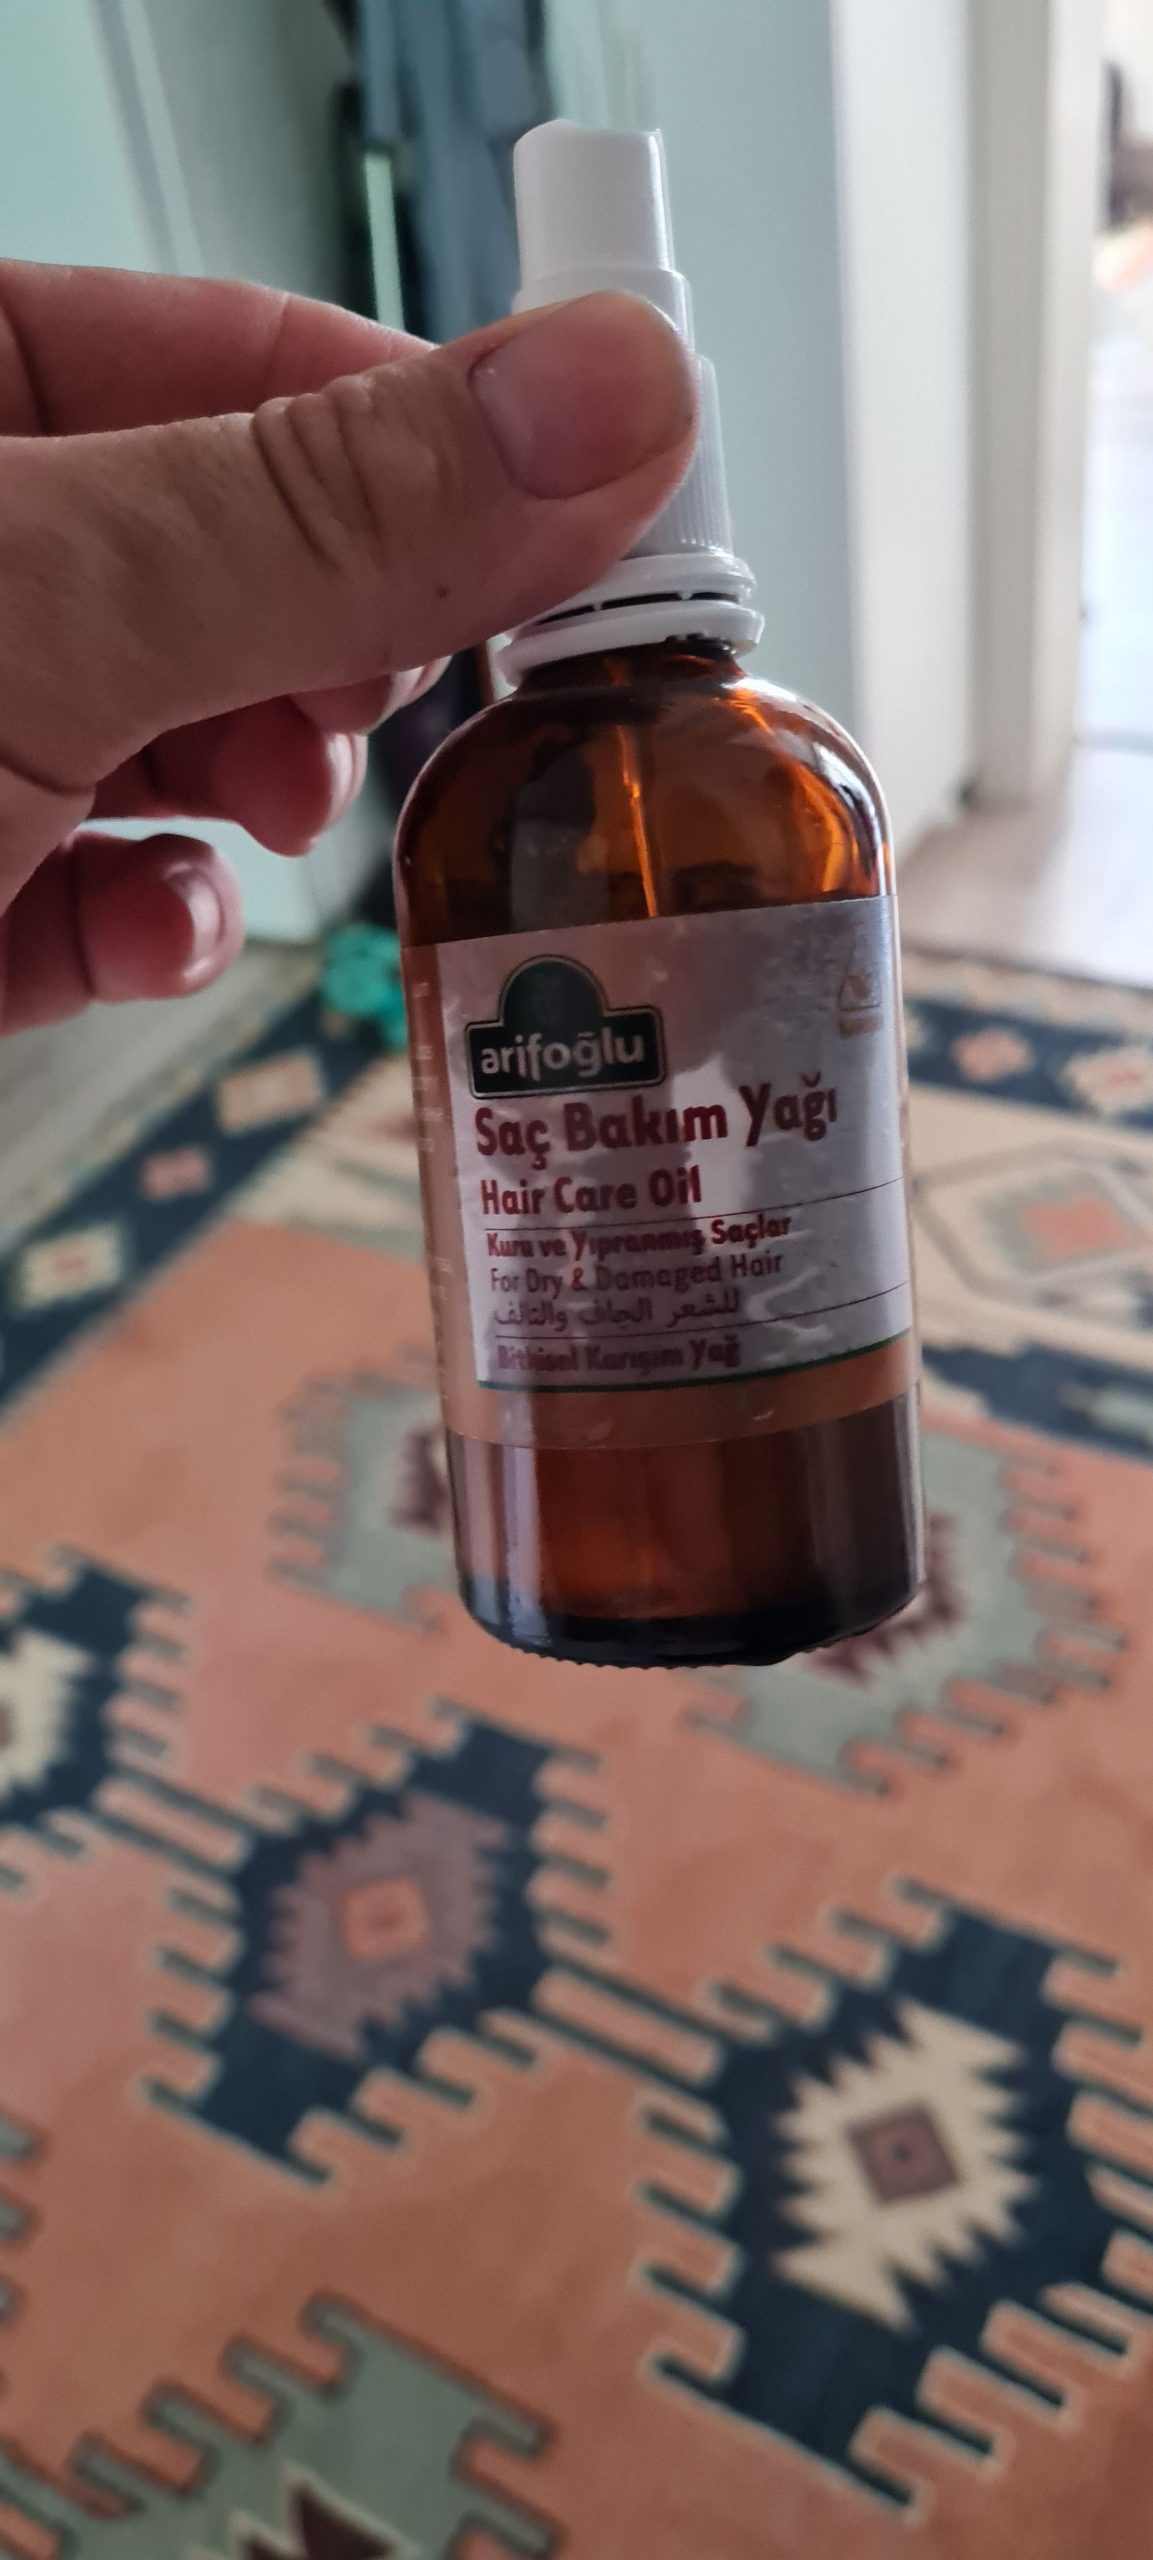 arifoğlu
Saç Bakım Yağı
Hair Care Oil
Kuru ve Yıpranmış Saçlar
For Dry & Damaged Hair
للشعر الجاف والتالف
Bitkisel Karışım Yağ